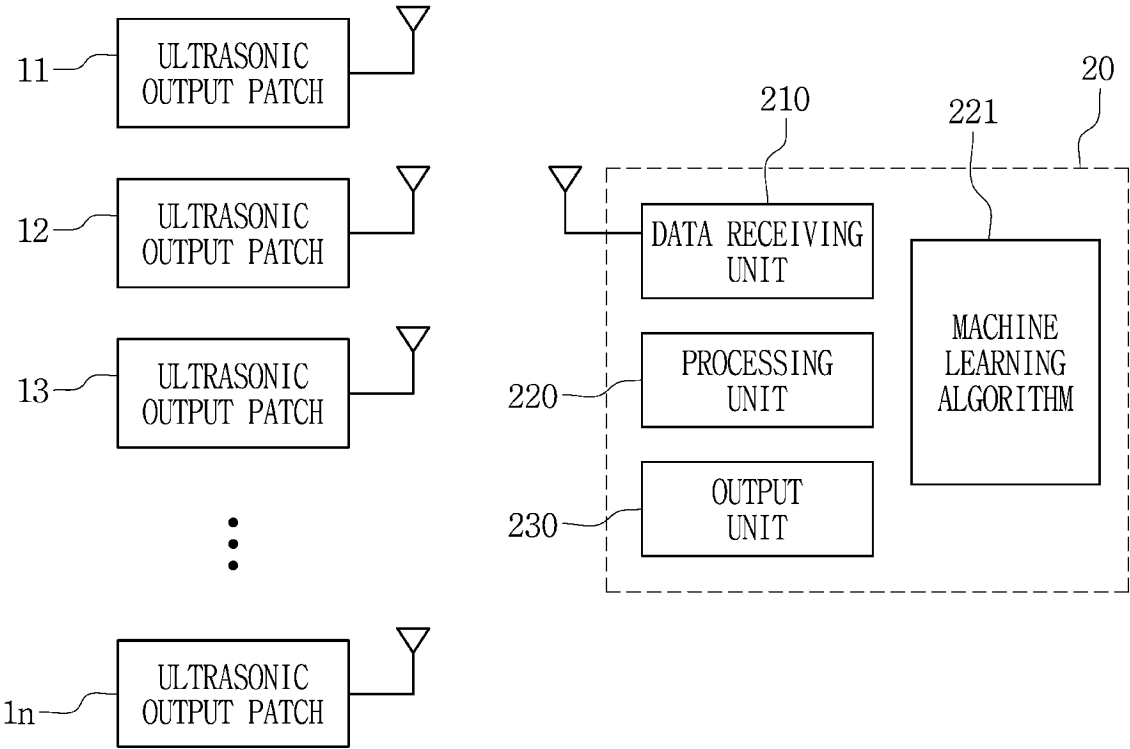 11
ULTRASONIC
OUTPUT PATCH
12
ULTRASONIC
OUTPUT PATCH
13
ULTRASONIC
OUTPUT PATCH
1n
ULTRASONIC
OUTPUT PATCH
20
210
221
DATA RECEIVING
UNIT
220
PROCESSING
UNIT
230
OUTPUT
UNIT
MACHINE
LEARNING
ALGORITHM